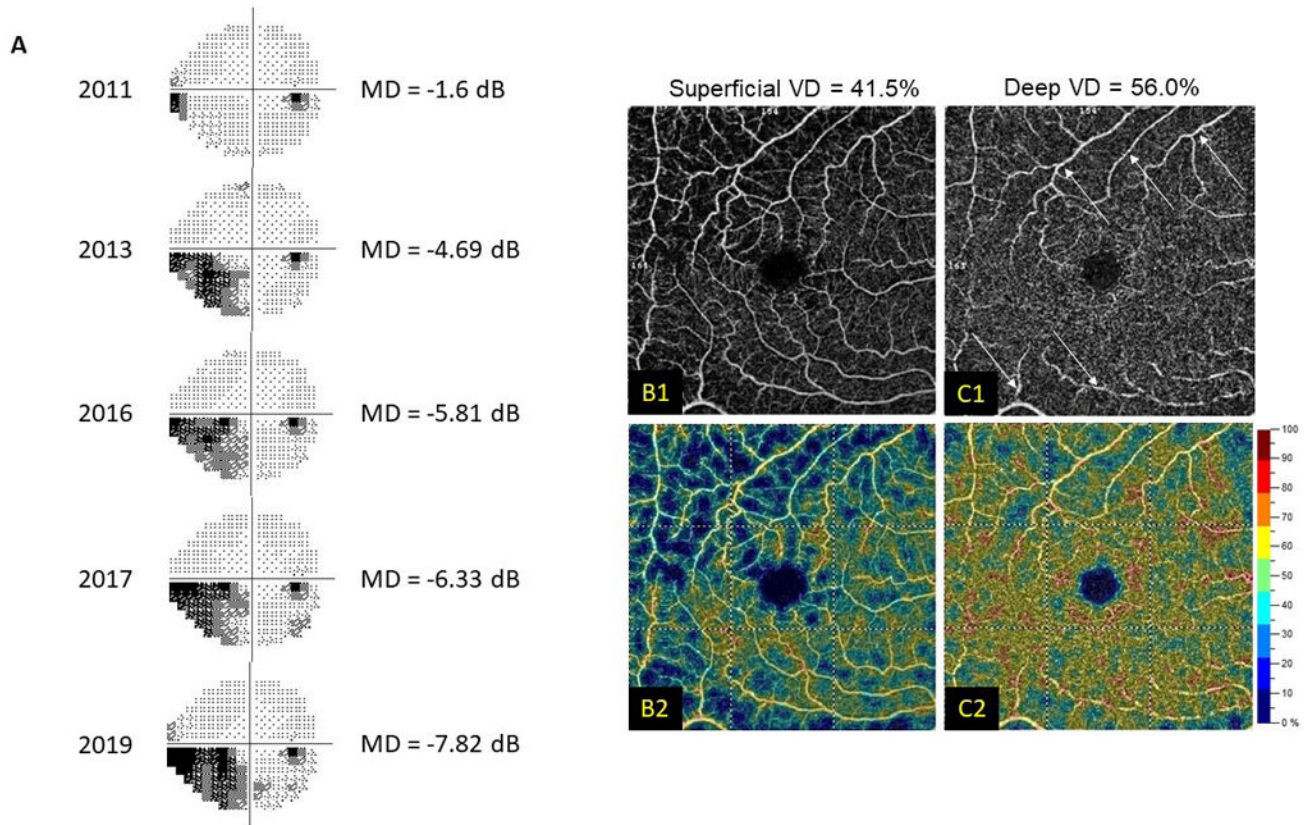 A
2011 MD = -1.6 dB
2013 MD = -4.69 dB
2016 MD = -5.81 dB
2017 MD = -6.33 dB
2019 MD = -7.82 dB
Superficial VD = 41.5% Deep VD = 56.0%
B1 C1
B2 C2
100
90
80
70
60
50
40
30
20
10
0 %